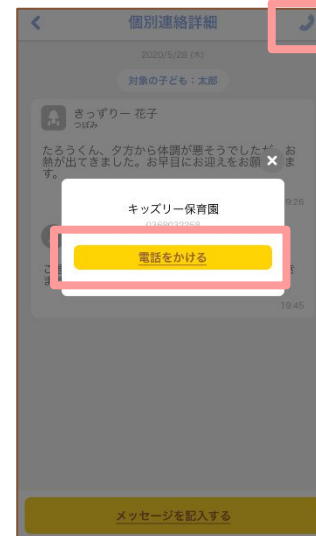 個別連絡詳細
2020/5/28 (木)
対象の子ども：太郎
きっずりー 花子
つぼみ
たろうくん、夕方から体調が悪そうでしたが、お
熱が出てきました。お早目にお迎えをお願
す。
キッズリー保育園
電話をかける
19:45
メッセージを記入する